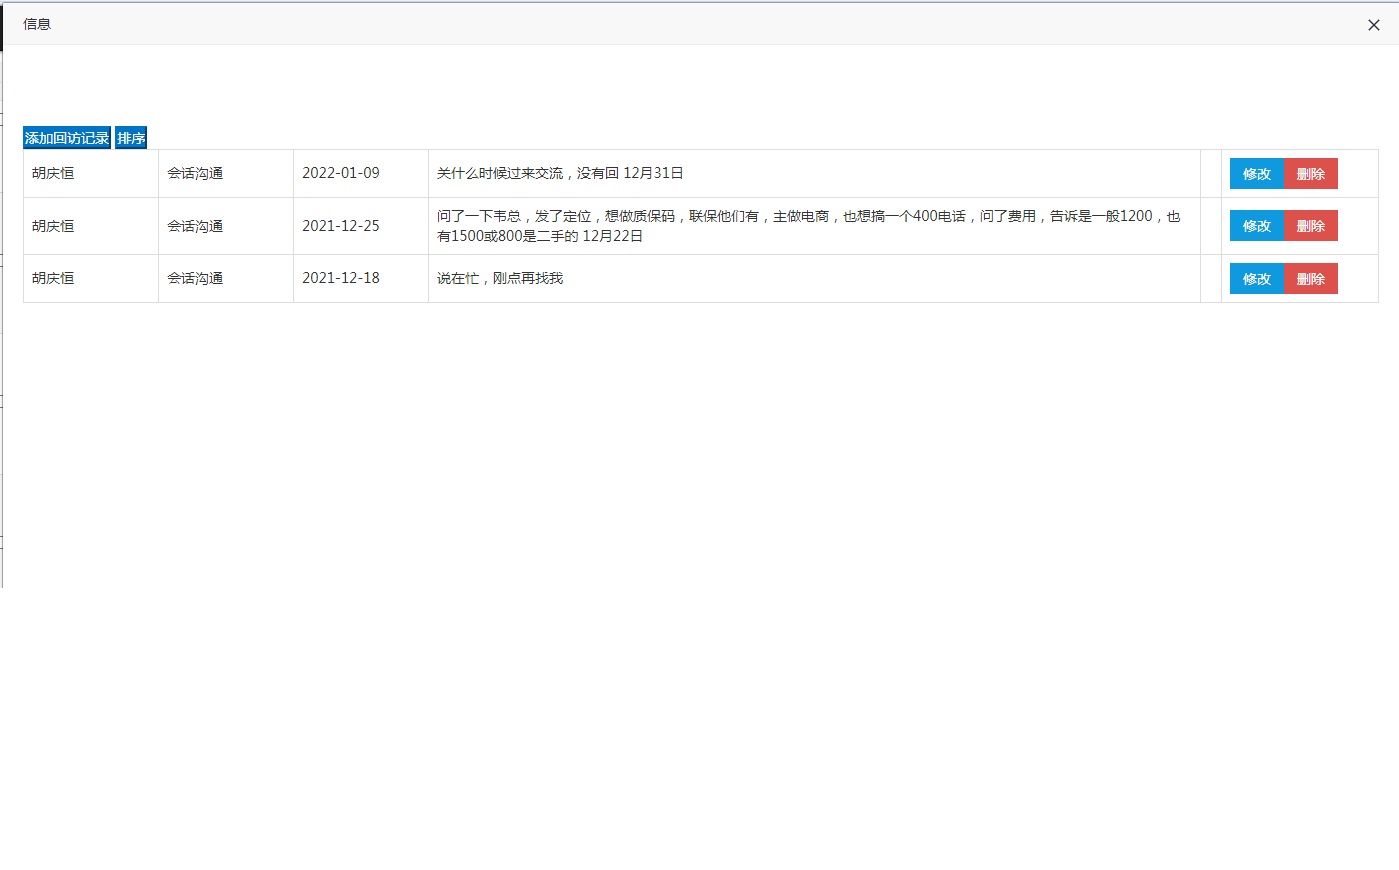 信息
添加回访记录 排序
胡庆恒 会话沟通 2022-01-09 关什么时候过来交流，没有回 12月31日 修改 删除
胡庆恒 会话沟通 2021-12-25 问了一下韦总，发了定位，想做质保码，联保他们有，主做电商，也想搞一个400电话，问了费用，告诉是一般1200，也
有1500或800是二手的 12月22日 修改 删除
胡庆恒 会话沟通 2021-12-18 说在忙，刚点再找我 修改 删除